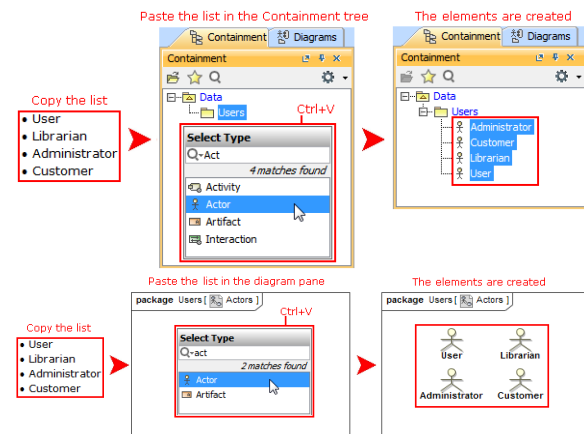 Paste the list in the Containment tree
The elements are created
Containment
Diagrams
Containment
Diagrams
Containment
Containment
Copy the list
• User
• Librarian
• Administrator
• Customer
Data
Users
Ctrl+V
Select Type
Act
4 matches found
Activity
Actor
Artifact
Interaction
Data
Users
Administrator
Customer
Librarian
User
Paste the list in the diagram pane
The elements are created
package Users [ Actors ]
Ctrl+V
Copy the list
• User
• Librarian
• Administrator
• Customer
Select Type
act
2 matches found
Actor
Artifact
package Users [ Actors ]
User
Librarian
Administrator
Customer